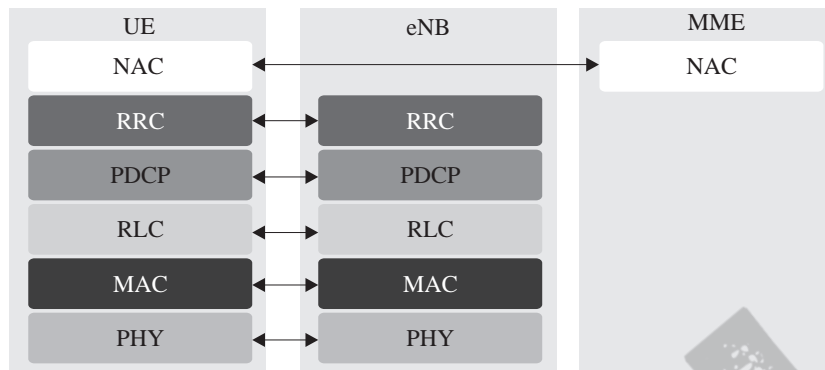 UE eNB MME
NAC NAC
RRC RRC
PDCP PDCP
RLC RLC
MAC MAC
PHY PHY